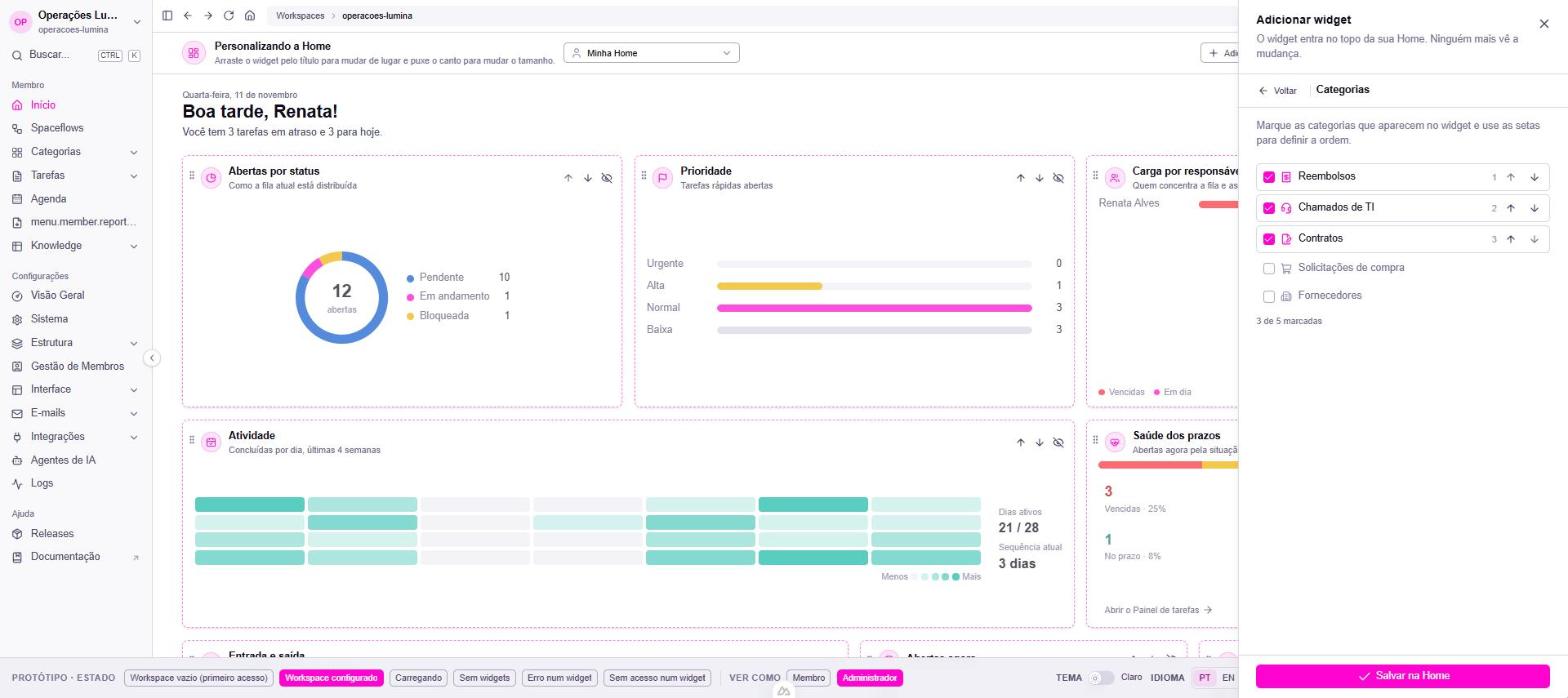 OP
Operações Lu...
operacoes-lumina
Buscar...
CTRL
K
Membro
Início
Spaceflows
Categorias
Tarefas
Agenda
menu.member.report...
Knowledge
Configurações
Visão Geral
Sistema
Estrutura
Gestão de Membros
Interface
E-mails
Integrações
Agentes de IA
Logs
Ajuda
Releases
Documentação
Workspaces
operacoes-lumina
Personalizando a Home
Arraste o widget pelo título para mudar de lugar e puxe o canto para mudar o tamanho.
Minha Home
Quarta-feira, 11 de novembro
Boa tarde, Renata!
Você tem 3 tarefas em atraso e 3 para hoje.
Abertas por status
Como a fila atual está distribuída
12
abertas
Pendente 10
Em andamento 1
Bloqueada 1
Prioridade
Tarefas rápidas abertas
Urgente 0
Alta 1
Normal 3
Baixa 3
Carga por responsáve
Quem concentra a fila e as
Renata Alves
Vencidas
Em dia
Atividade
Concluídas por dia, últimas 4 semanas
Dias ativos
21 / 28
Sequência atual
3 dias
Menos
Mais
Saúde dos prazos
Abertas agora pela situaçã
3
Vencidas · 25%
1
No prazo · 8%
Abrir o Painel de tarefas
Entrada e saída
Abertas agora
PROTÓTIPO · ESTADO
Workspace vazio (primeiro acesso)
Workspace configurado
Carregando
Sem widgets
Erro num widget
Sem acesso num widget
VER COMO
Membro
Administrador
TEMA
Claro
IDIOMA
PT
EN
Adicionar widget
O widget entra no topo da sua Home. Ninguém mais vê a
mudança.
Voltar
Categorias
Marque as categorias que aparecem no widget e use as setas
para definir a ordem.
Reembolsos 1
Chamados de TI 2
Contratos 3
Solicitações de compra
Fornecedores
3 de 5 marcadas
Salvar na Home